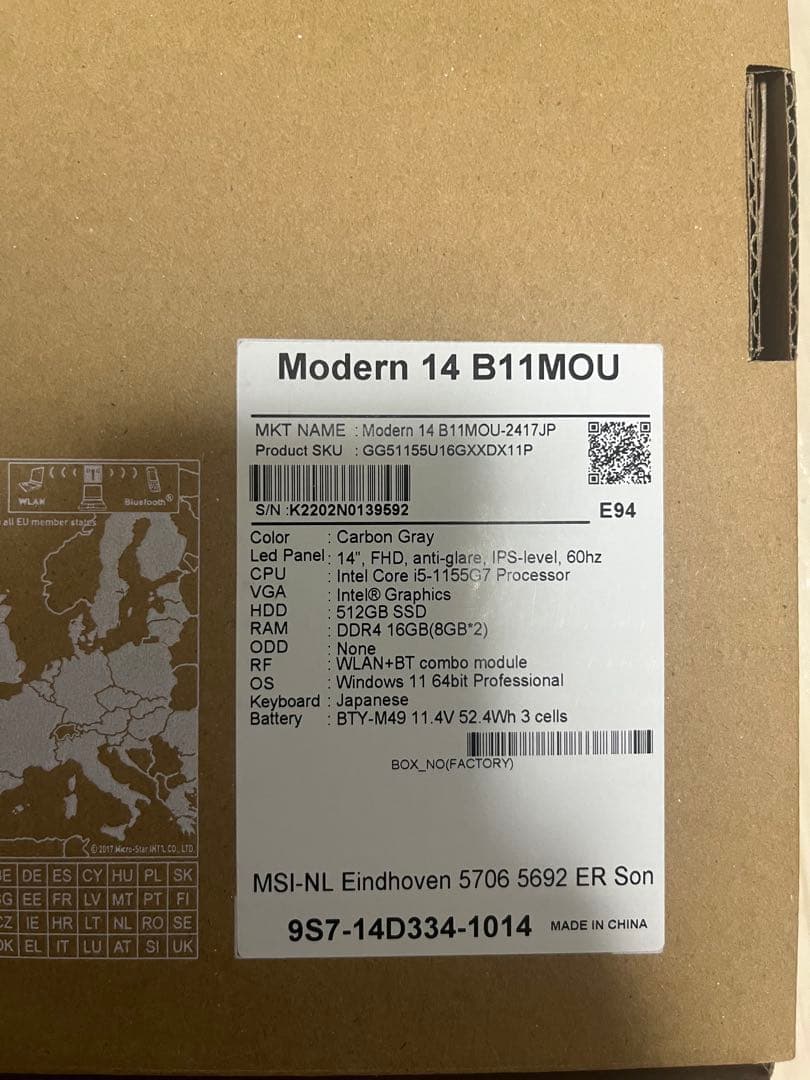 Modern 14 B11MOU
MKT NAME : Modern 14 B11MOU-2417JP
Product SKU : GG51155U16GXXDX11P
S/N :K2202N0139592
E94
Color : Carbon Gray
Led Panel : 14", FHD, anti-glare, IPS-level, 60hz
CPU : Intel Core i5-1155G7 Processor
VGA : Intel® Graphics
HDD : 512GB SSD
RAM : DDR4 16GB(8GB*2)
ODD : None
RF : WLAN+BT combo module
OS : Windows 11 64bit Professional
Keyboard : Japanese
Battery : BTY-M49 11.4V 52.4Wh 3 cells
BOX_NO(FACTORY)
MSI-NL Eindhoven 5706 5692 ER Son
9S7-14D334-1014 MADE IN CHINA
WLAN Bluetooth®
all EU member states
© 2017 Micro-Star INT'L CO., LTD.
DE ES CY HU PL SK
EE FR LV MT PT FI
IE HR LT NL RO SE
EL IT LU AT SI UK